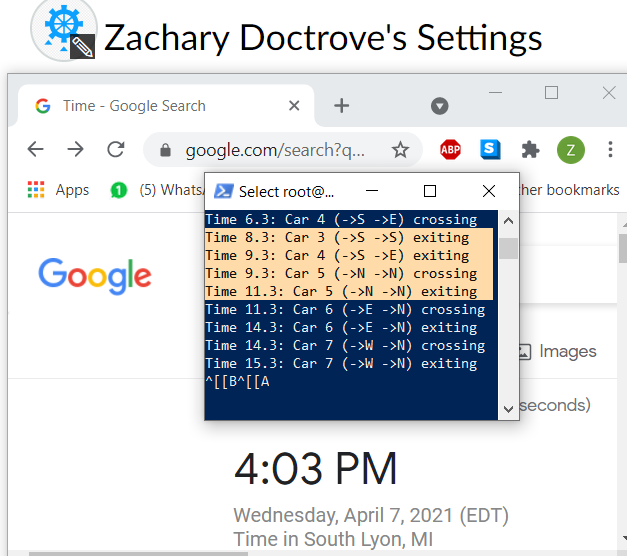 Zachary Doctrove's Settings
Time - Google Search
google.com/search?q...
ABP
S
Z
Apps
1
(5) Whats
her bookmarks
Select root@...
Time 6.3: Car 4 (->S ->E) crossing
Time 8.3: Car 3 (->S ->S) exiting
Time 9.3: Car 4 (->S ->E) exiting
Time 9.3: Car 5 (->N ->N) crossing
Time 11.3: Car 5 (->N ->N) exiting
Time 11.3: Car 6 (->E ->N) crossing
Time 14.3: Car 6 (->E ->N) exiting
Time 14.3: Car 7 (->W ->N) crossing
Time 15.3: Car 7 (->W ->N) exiting
^[[B^[[A
Google
Images
seconds)
4:03 PM
Wednesday, April 7, 2021 (EDT)
Time in South Lyon, MI